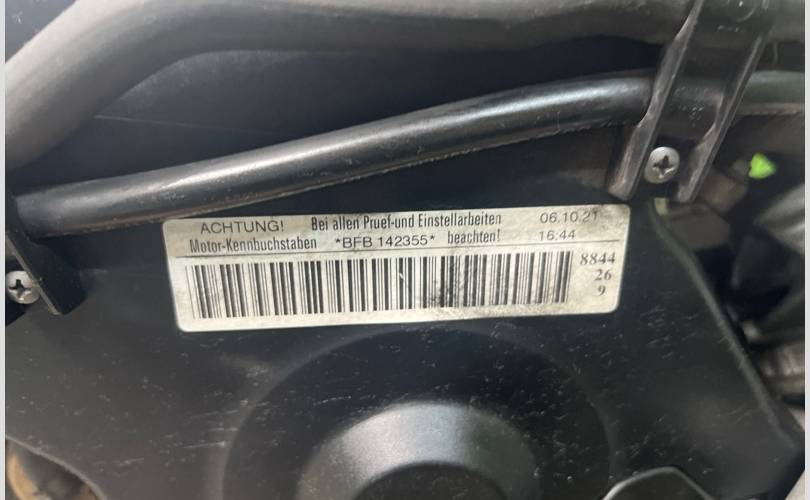 ACHTUNG! Bei allen Pruef-und Einstellarbeiten 06.10.21
Motor-Kennbuchstaben *BFB 142355* beachten! 16:44
8844
26
9